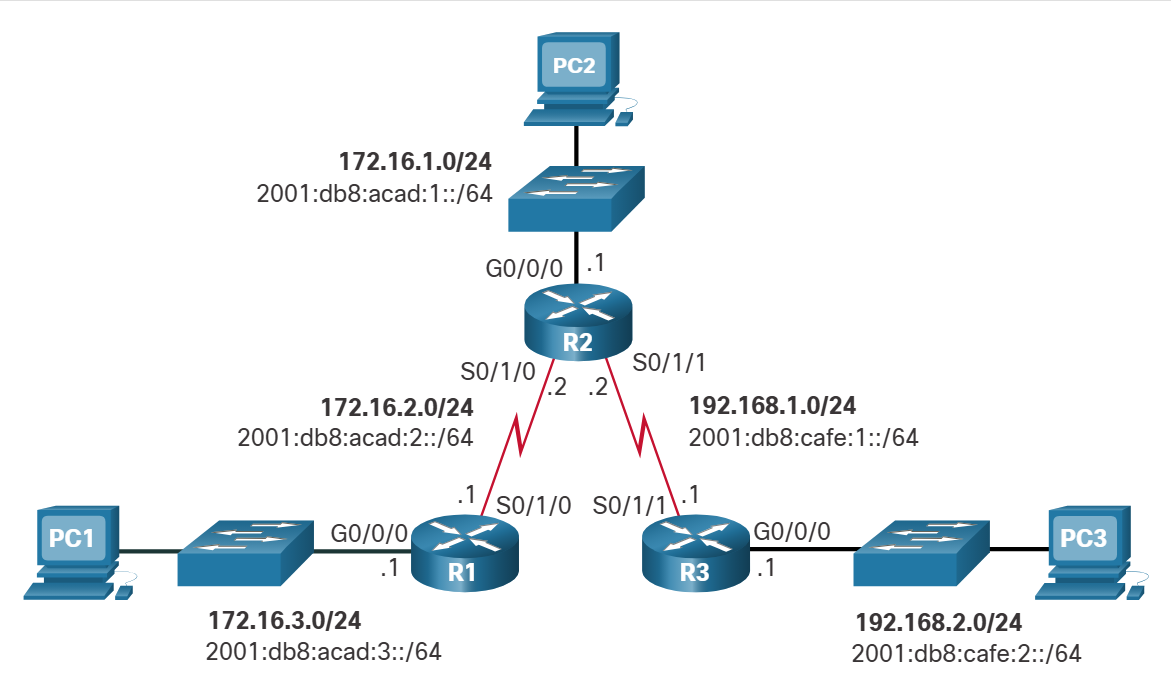 PC2
172.16.1.0/24
2001:db8:acad:1::/64
G0/0/0 .1
R2
S0/1/0 .2 .2 S0/1/1
172.16.2.0/24
2001:db8:acad:2::/64
192.168.1.0/24
2001:db8:cafe:1::/64
.1 S0/1/0
S0/1/1 .1
PC1
G0/0/0
.1
R1
R3
G0/0/0
.1
PC3
172.16.3.0/24
2001:db8:acad:3::/64
192.168.2.0/24
2001:db8:cafe:2::/64